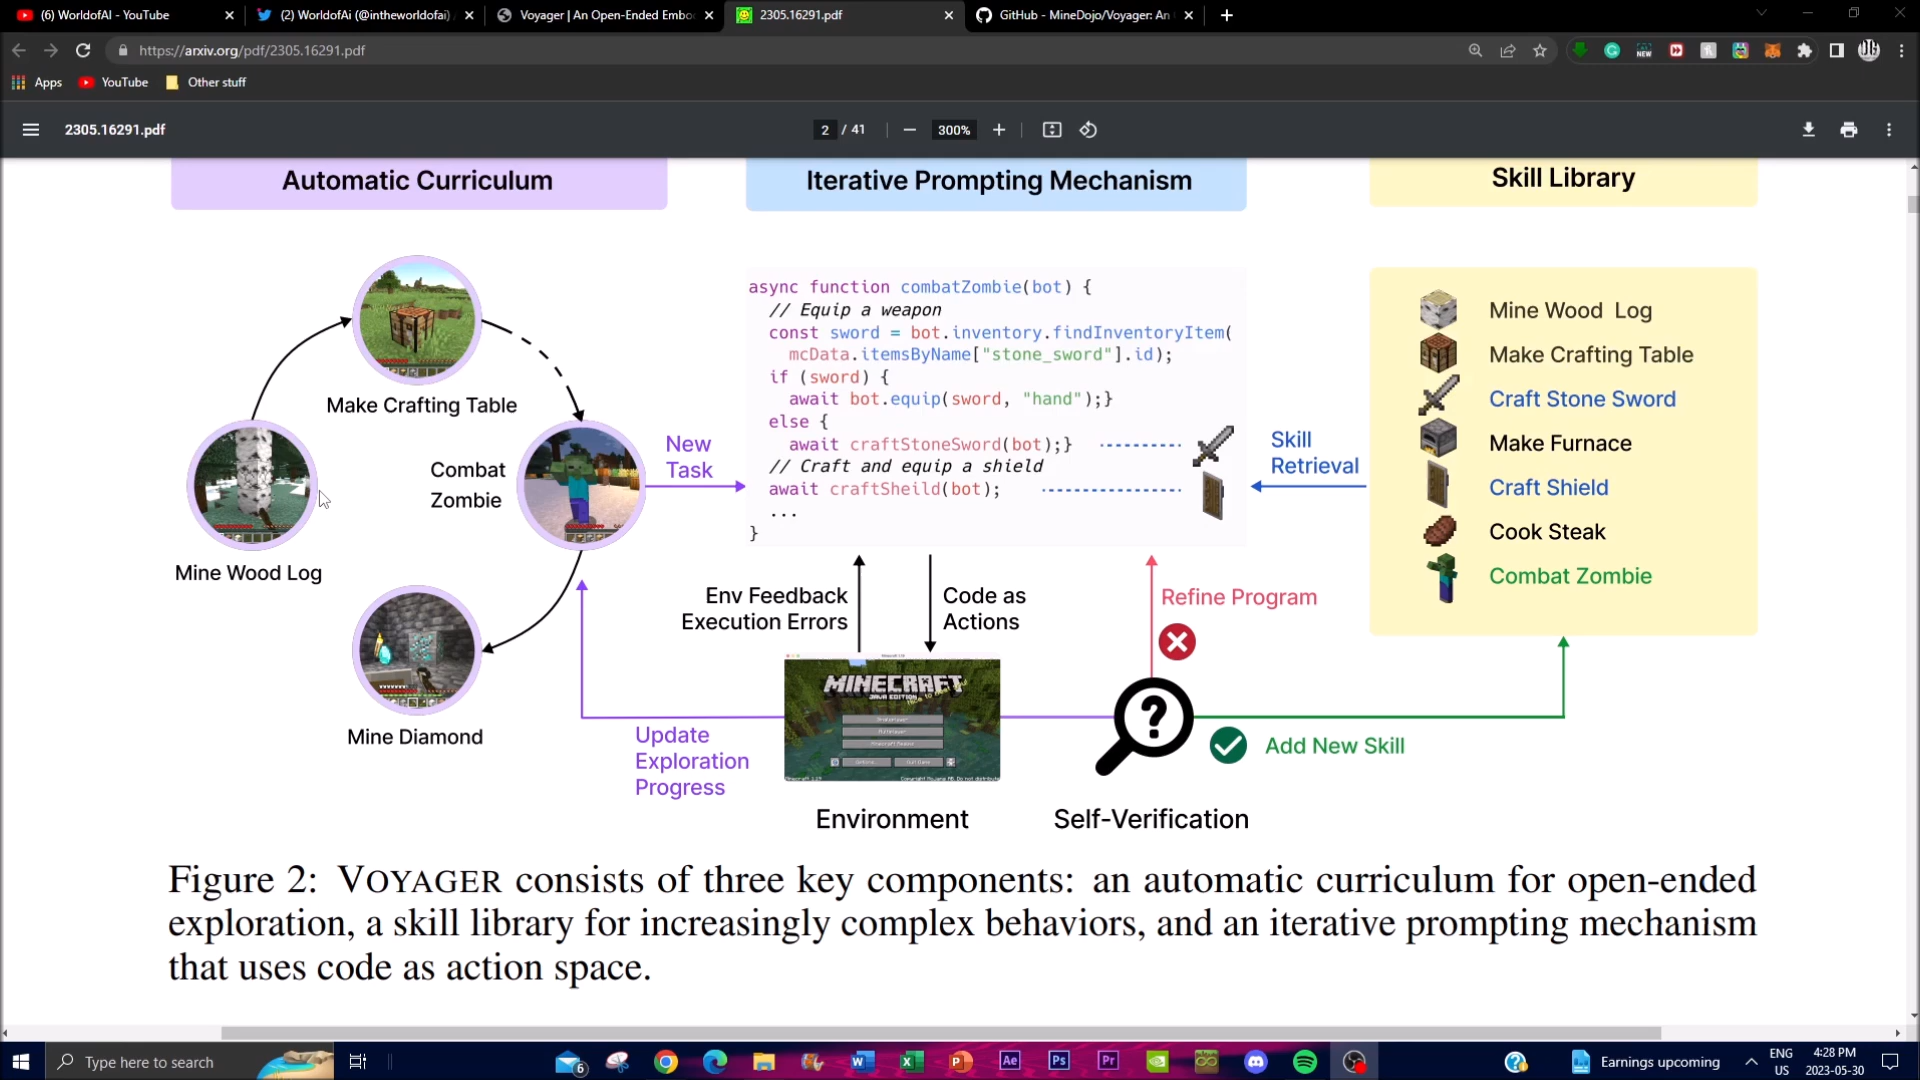 (6) WorldofAI - YouTube
(2) WorldofAi (@intheworldofai)
Voyager | An Open-Ended Embo
2305.16291.pdf
GitHub - MineDojo/Voyager: An
https://arxiv.org/pdf/2305.16291.pdf
NEW
Apps
YouTube
Other stuff
2305.16291.pdf
2 / 41
300%
Automatic Curriculum
Make Crafting Table
Mine Wood Log
Combat
Zombie
Mine Diamond
New
Task
Update
Exploration
Progress
Iterative Prompting Mechanism
async function combatZombie(bot) {
// Equip a weapon
const sword = bot.inventory.findInventoryItem(
mcData.itemsByName["stone_sword"].id);
if (sword) {
await bot.equip(sword, "hand");}
else {
await craftStoneSword(bot);}
// Craft and equip a shield
await craftSheild(bot);
...
}
Env Feedback
Execution Errors
Code as
Actions
Refine Program
MINECRAFT
JAVA EDITION
Environment
Self-Verification
?
Add New Skill
Skill
Retrieval
Skill Library
Mine Wood Log
Make Crafting Table
Craft Stone Sword
Make Furnace
Craft Shield
Cook Steak
Combat Zombie
Figure 2: VOYAGER consists of three key components: an automatic curriculum for open-ended
exploration, a skill library for increasingly complex behaviors, and an iterative prompting mechanism
that uses code as action space.
Type here to search
6
W
X
P
Ae
Ps
Pr
Earnings upcoming
ENG
US
4:28 PM
2023-05-30